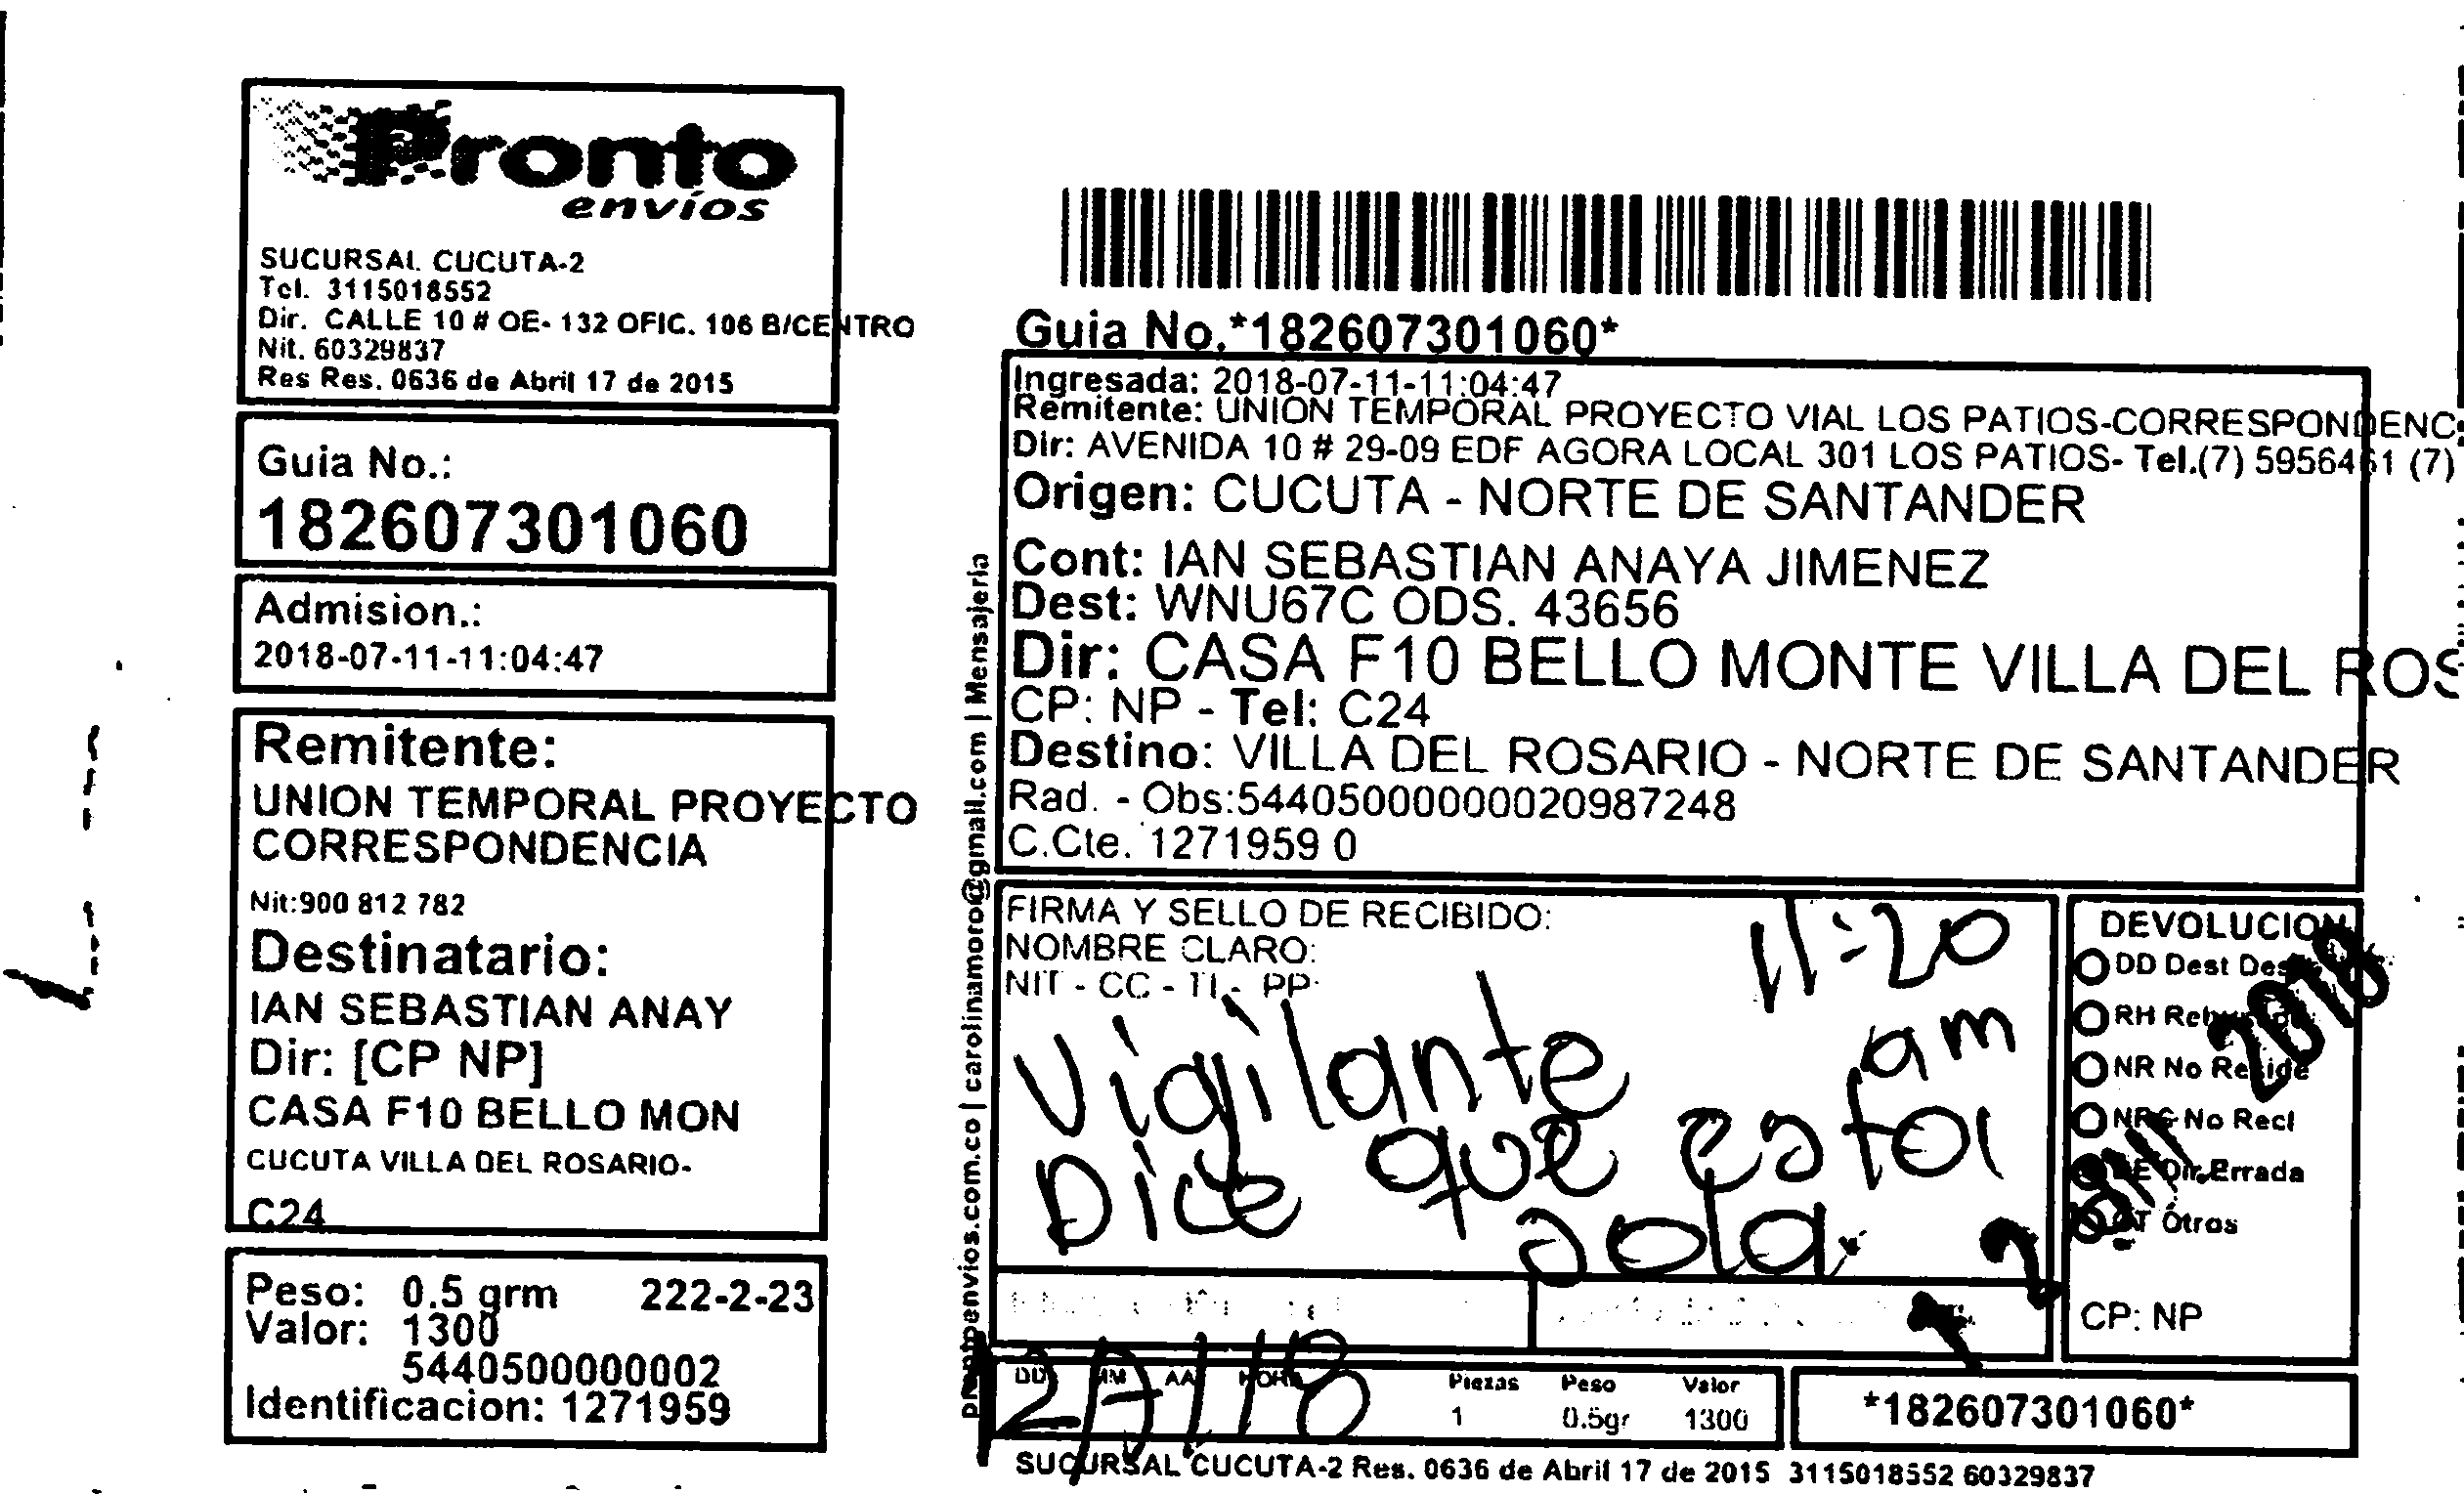 Pronto
envíos
SUCURSAL CUCUTA-2
Tel. 3115018552
Dir. CALLE 10 # OE- 132 OFIC. 106 B/CENTRO
Nit. 60329837
Res Res. 0636 de Abril 17 de 2015
Guia No.:
182607301060
Admision.:
2018-07-11-11:04:47
Remitente:
UNION TEMPORAL PROYECTO
CORRESPONDENCIA
Nit:900 812 782
Destinatario:
IAN SEBASTIAN ANAY
Dir: [CP NP]
CASA F10 BELLO MON
CUCUTA VILLA DEL ROSARIO-
C24
Peso: 0.5 grm 222-2-23
Valor: 1300
5440500000002
Identificacion: 1271959
prontoenvios.com.co | carolinamoro@gmail.com | Mensajeria
Guia No.*182607301060*
Ingresada: 2018-07-11-11:04:47
Remitente: UNION TEMPORAL PROYECTO VIAL LOS PATIOS-CORRESPONDENC
Dir: AVENIDA 10 # 29-09 EDF AGORA LOCAL 301 LOS PATIOS- Tel.(7) 5956461 (7)
Origen: CUCUTA - NORTE DE SANTANDER
Cont: IAN SEBASTIAN ANAYA JIMENEZ
Dest: WNU67C ODS. 43656
Dir: CASA F10 BELLO MONTE VILLA DEL ROS
CP: NP - Tel: C24
Destino: VILLA DEL ROSARIO - NORTE DE SANTANDER
Rad. - Obs:544050000000020987248
C.Cte. 1271959 0
FIRMA Y SELLO DE RECIBIDO:
NOMBRE CLARO:
NIT - CC - TI - PP
11:20
am
Vigilante
Dice que esta
sola
DEVOLUCION
DD Dest Des
RH
NR No Reside
NRC No Recl
DE Dir.Errada
OT Otros
2018
CP: NP
DD MM AA HORA
Piezas Peso Valor
1 0.5gr 1300
*182607301060*
SUCURSAL CUCUTA-2 Res. 0636 de Abril 17 de 2015 3115018552 60329837